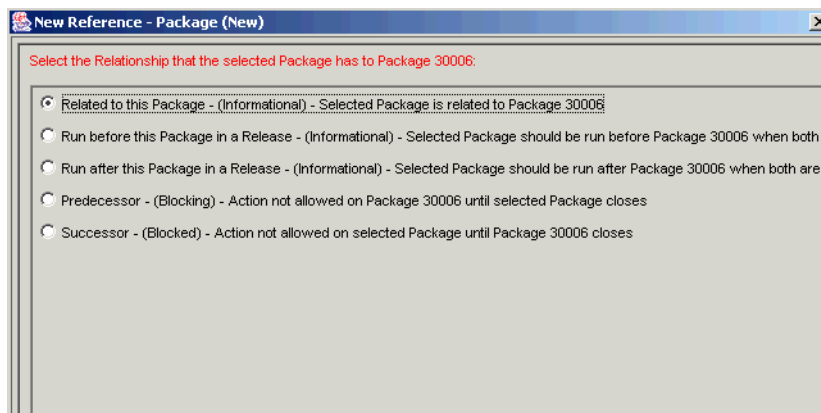 New Reference - Package (New)
Select the Relationship that the selected Package has to Package 30006:
Related to this Package - (Informational) - Selected Package is related to Package 30006
Run before this Package in a Release - (Informational) - Selected Package should be run before Package 30006 when both
Run after this Package in a Release - (Informational) - Selected Package should be run after Package 30006 when both are
Predecessor - (Blocking) - Action not allowed on Package 30006 until selected Package closes
Successor - (Blocked) - Action not allowed on selected Package until Package 30006 closes